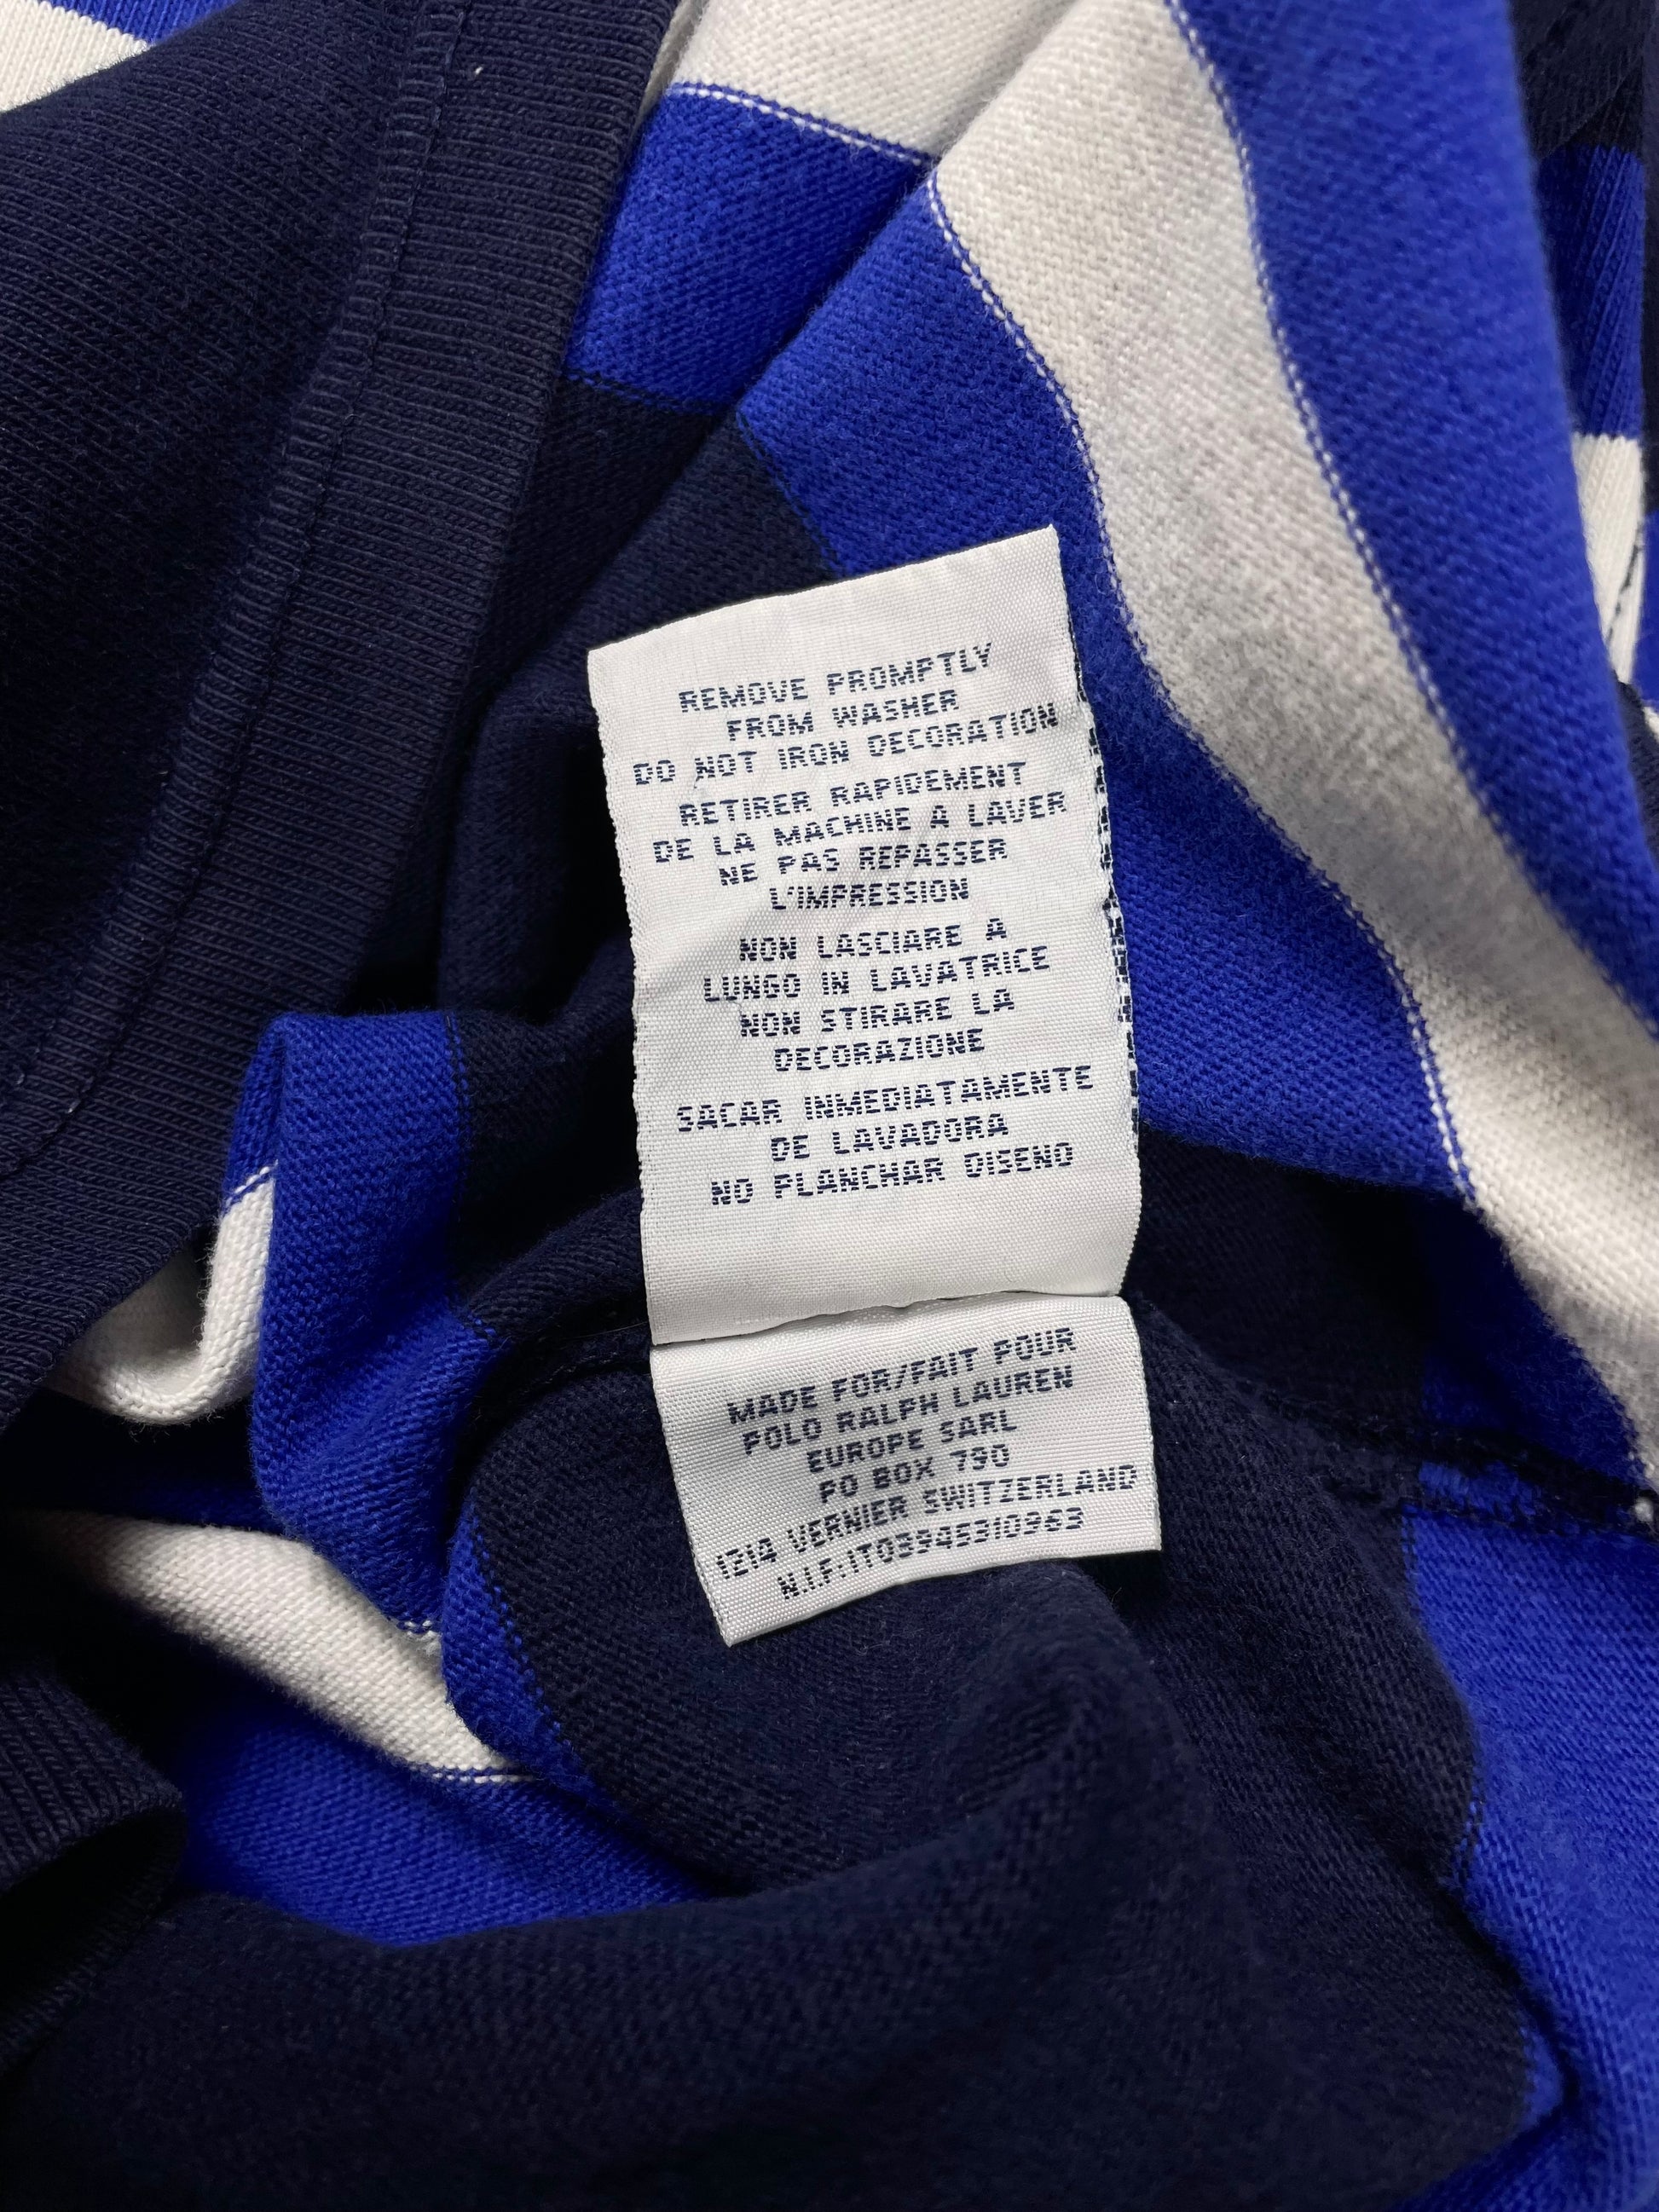 REMOVE PROMPTLY
FROM WASHER
DO NOT IRON DECORATION
RETIRER RAPIDEMENT
DE LA MACHINE A LAVER
NE PAS REPASSER
L'IMPRESSION
NON LASCIARE A
LUNGO IN LAVATRICE
NON STIRARE LA
DECORAZIONE
SACAR INMEDIATAMENTE
DE LAVADORA
NO PLANCHAR DISENO
MADE FOR/FAIT POUR
POLO RALPH LAUREN
EUROPE SARL
PO BOX 790
1214 VERNIER SWITZERLAND
N.I.F:IT03945310963